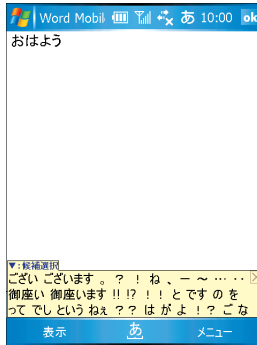 Word Mobil あ 10:00 ok
おはよう
▼:候補選択
ござい ございます 。 ? ! ね 、 ー ～ … ‥
御座い 御座います !! !? ！ ！ と です の を
って でし という ねぇ ? ? は が よ ！ ? ご な
表示 あ メニュー